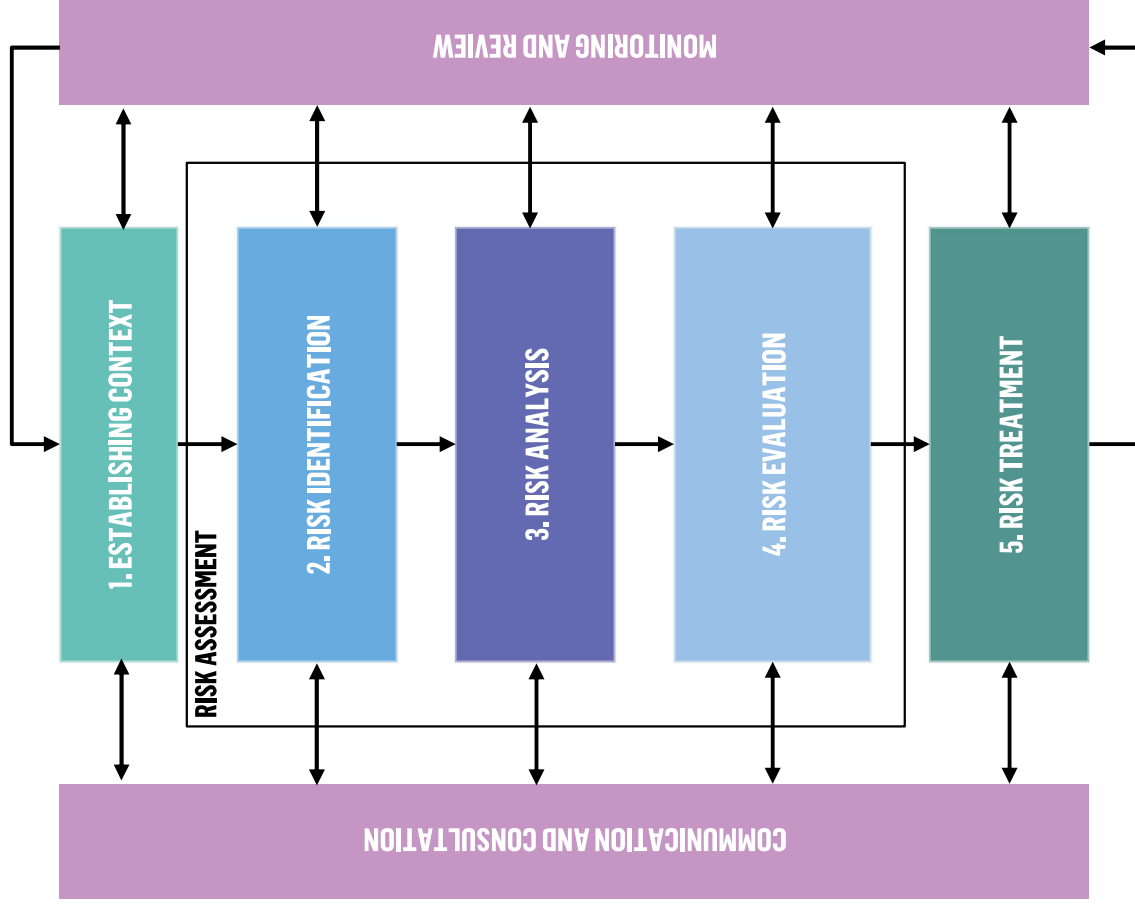 COMMUNICATION AND CONSULTATION
1. ESTABLISHING CONTEXT
RISK ASSESSMENT
2. RISK IDENTIFICATION
3. RISK ANALYSIS
4. RISK EVALUATION
5. RISK TREATMENT
MONITORING AND REVIEW